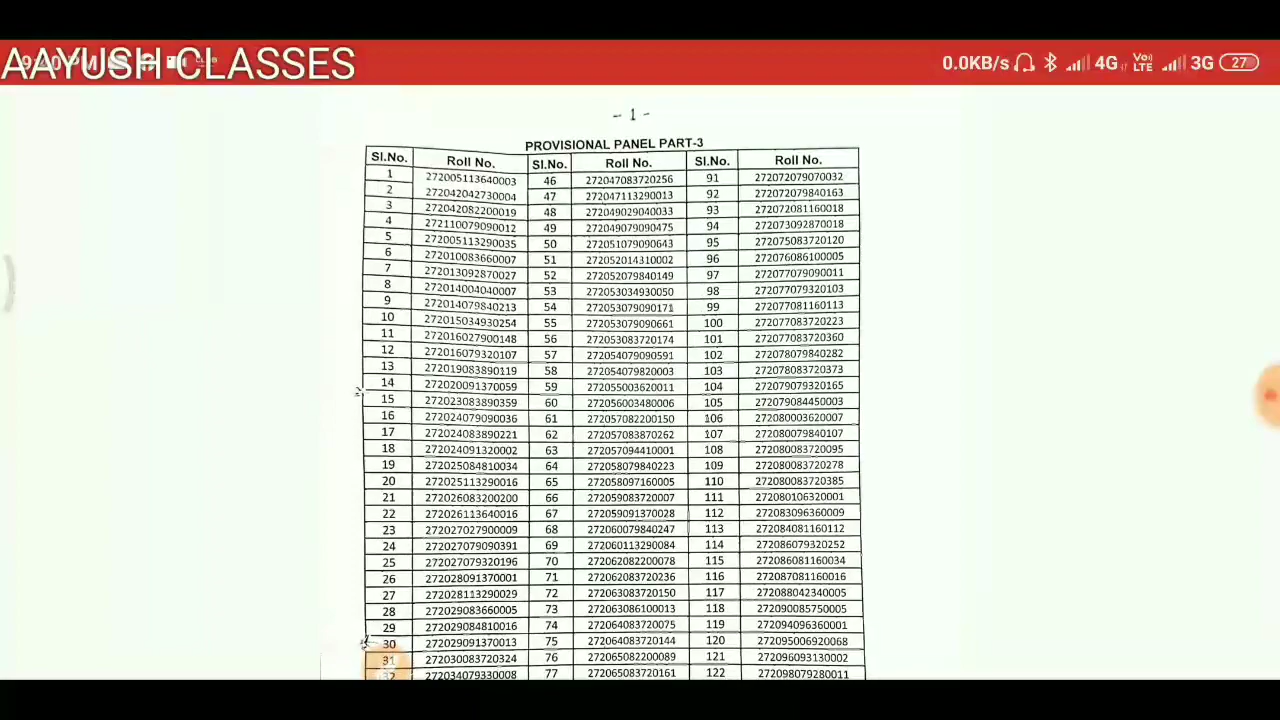 AAYUSH CLASSES
0.0KB/s 4G Vo) LTE 3G 27
- 1 -
PROVISIONAL PANEL PART-3
Sl.No. Roll No. Sl.No. Roll No. Sl.No. Roll No.
1 272005113640003 46 272047083720256 91 272072079070032
2 272042042730004 47 272047113290013 92 272072079840163
3 272042082200019 48 272049029040033 93 272072081160018
4 272110079090012 49 272049079090475 94 272073092870018
5 272005113290035 50 272051079090643 95 272075083720120
6 272010083660007 51 272052014310002 96 272076086100005
7 272013092870027 52 272052079840149 97 272077079090011
8 272014004040007 53 272053034930050 98 272077079320103
9 272014079840213 54 272053079090171 99 272077081160113
10 272015034930254 55 272053079090661 100 272077083720223
11 272016027900148 56 272053083720174 101 272077083720360
12 272016079320107 57 272054079090591 102 272078079840282
13 272019083890119 58 272054079820003 103 272078083720373
14 272020091370059 59 272055003620011 104 272079079320165
15 272023083890359 60 272056003480006 105 272079084450003
16 272024079090036 61 272057082200150 106 272080003620007
17 272024083890221 62 272057083870262 107 272080079840107
18 272024091320002 63 272057094410001 108 272080083720095
19 272025084810034 64 272058079840223 109 272080083720278
20 272025113290016 65 272058097160005 110 272080083720385
21 272026083200200 66 272059083720007 111 272080106320001
22 272026113640016 67 272059091370028 112 272083096360009
23 272027027900009 68 272060079840247 113 272084081160112
24 272027079090391 69 272060113290084 114 272086079320252
25 272027079320196 70 272062082200078 115 272086081160034
26 272028091370001 71 272062083720236 116 272087081160016
27 272028113290029 72 272063083720150 117 272088042340005
28 272029083660005 73 272063086100013 118 272090085750005
29 272029084810016 74 272064083720075 119 272094096360001
30 272029091370013 75 272064083720144 120 272095006920068
31 272030083720324 76 272065082200089 121 272096093130002
32 272034079330008 77 272065083720161 122 272098079280011